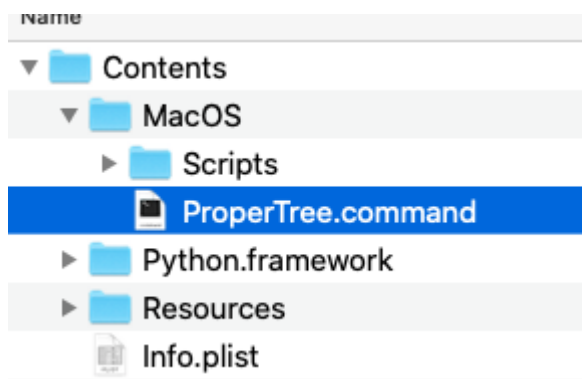 Name
Contents
MacOS
Scripts
ProperTree.command
Python.framework
Resources
Info.plist